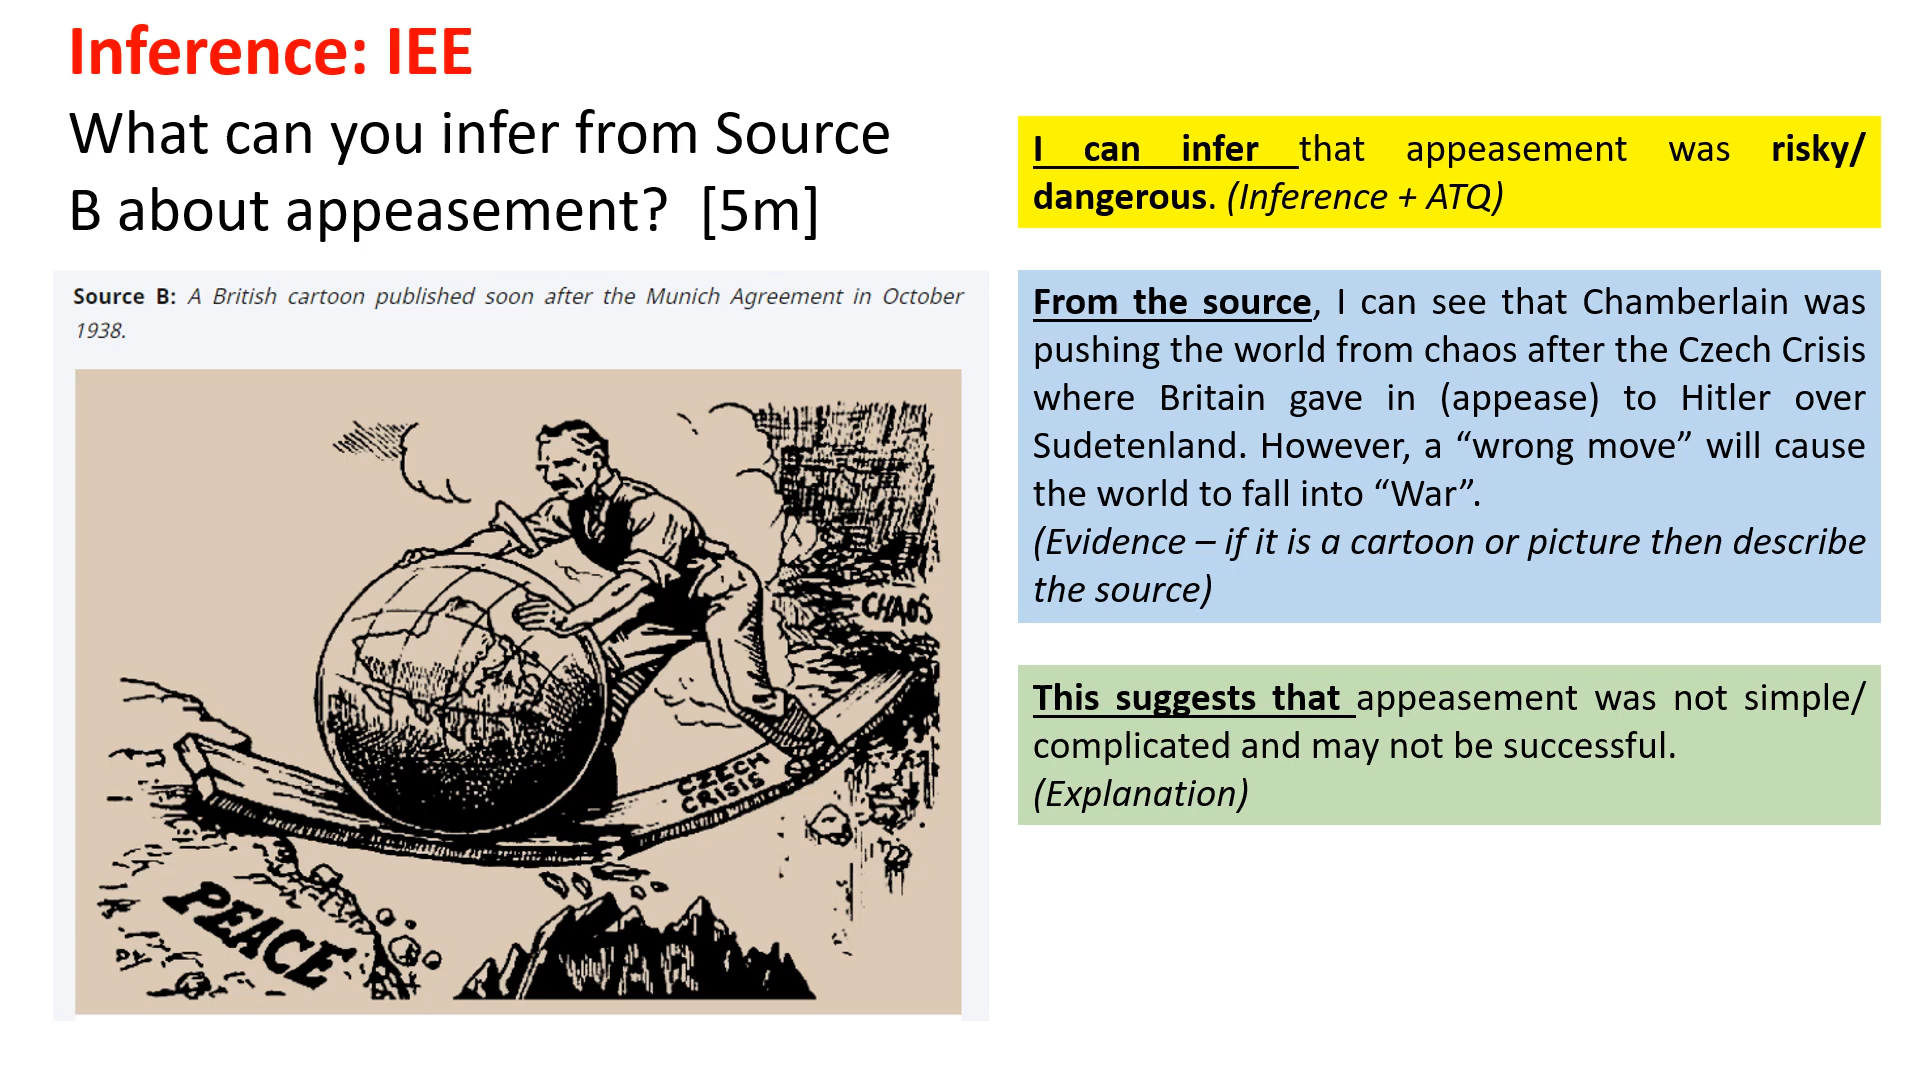 Inference: IEE
What can you infer from Source
B about appeasement? [5m]
Source B: A British cartoon published soon after the Munich Agreement in October
1938.
CHAOS
CZECH
CRISIS
PEACE
WAR
I can infer that appeasement was risky/
dangerous. (Inference + ATQ)
From the source, I can see that Chamberlain was
pushing the world from chaos after the Czech Crisis
where Britain gave in (appease) to Hitler over
Sudetenland. However, a “wrong move” will cause
the world to fall into “War”.
(Evidence – if it is a cartoon or picture then describe
the source)
This suggests that appeasement was not simple/
complicated and may not be successful.
(Explanation)